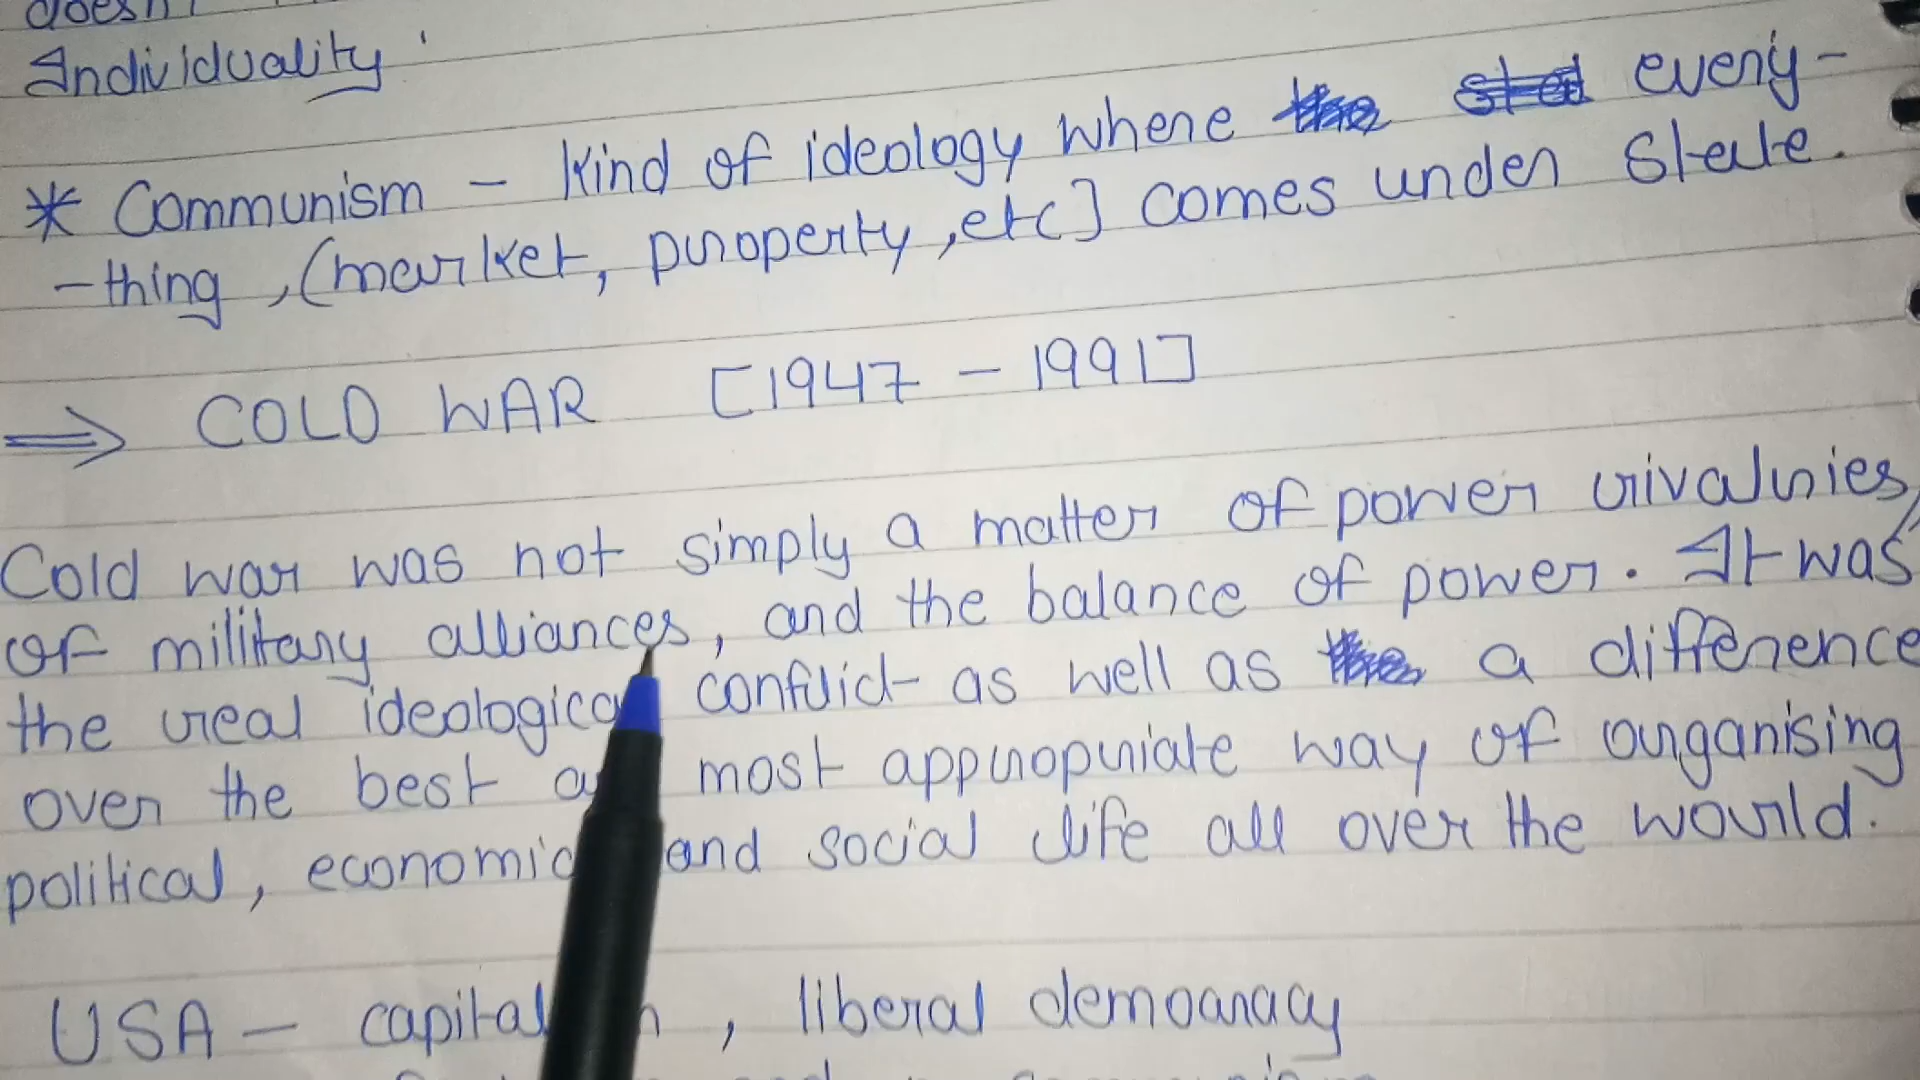 Individuality.
* Communism - Kind of ideology where every-
-thing, (market, property, etc] comes under state.
⇒ COLD WAR [1947 - 1991]
Cold war was not simply a matter of power rivalries,
of military alliances, and the balance of power. It was
the real ideological conflict as well as a difference
over the best most appropriate way of organising
political, economic and social life all over the world.
USA - liberal democracy